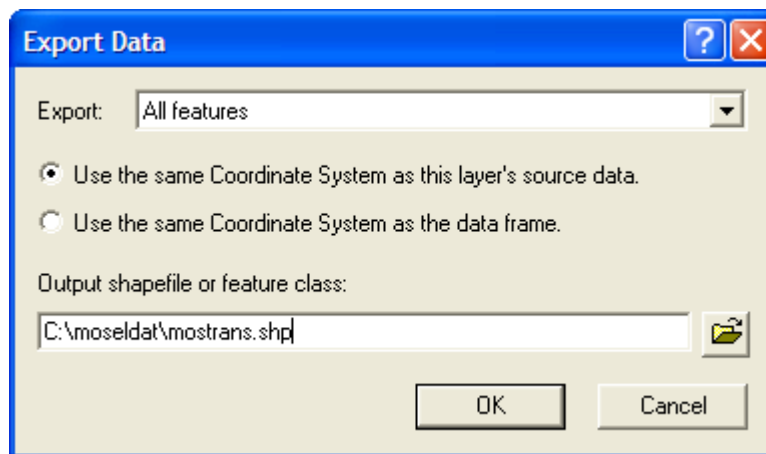 Export Data
Export: All features
Use the same Coordinate System as this layer's source data.
Use the same Coordinate System as the data frame.
Output shapefile or feature class:
C:\moseldat\mostrans.shp
OK Cancel